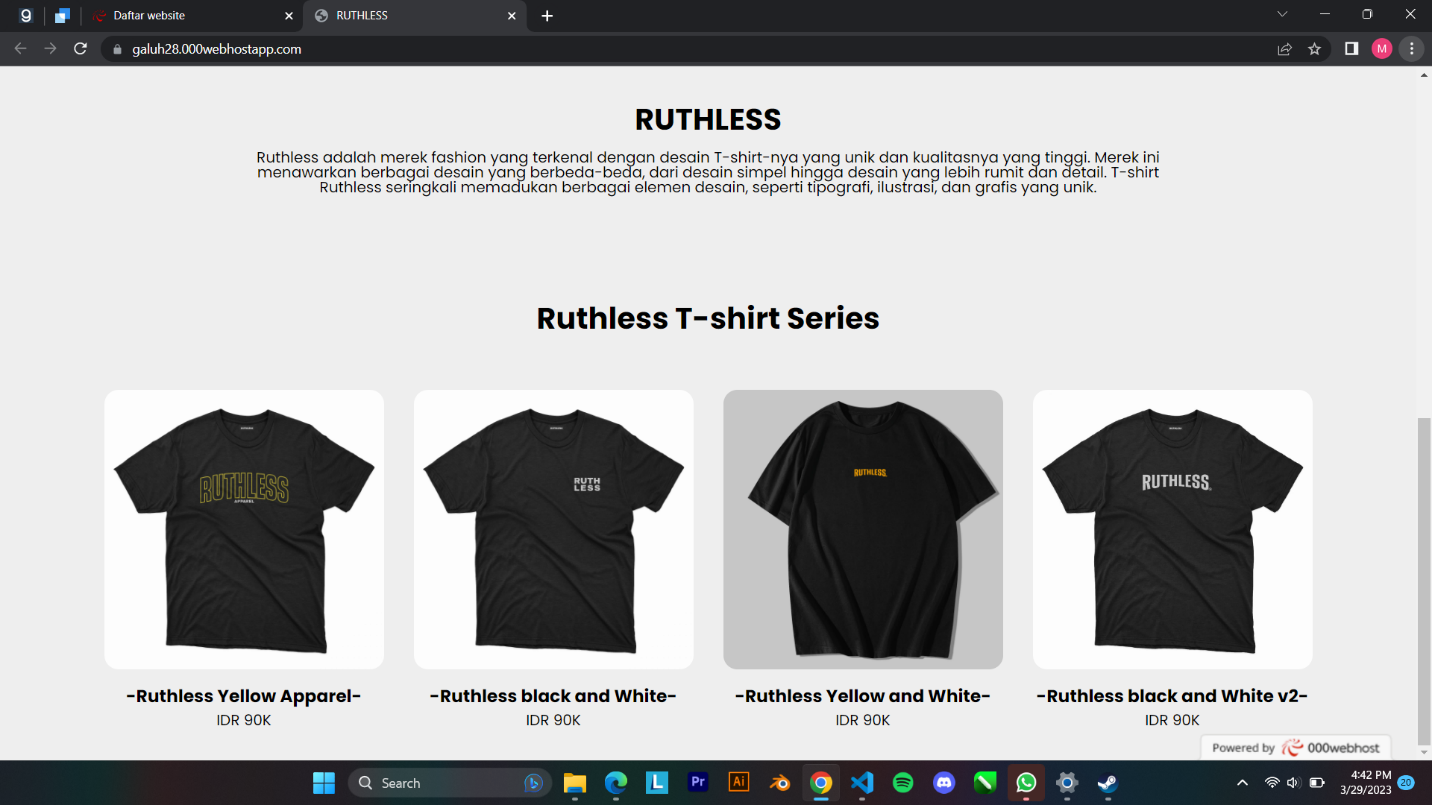 Daftar website
RUTHLESS
galuh28.000webhostapp.com
M
RUTHLESS
Ruthless adalah merek fashion yang terkenal dengan desain T-shirt-nya yang unik dan kualitasnya yang tinggi. Merek ini
menawarkan berbagai desain yang berbeda-beda, dari desain simpel hingga desain yang lebih rumit dan detail. T-shirt
Ruthless seringkali memadukan berbagai elemen desain, seperti tipografi, ilustrasi, dan grafis yang unik.
Ruthless T-shirt Series
RUTHLESS
APPAREL
RUTH
LESS
RUTHLESS.
RUTHLESS.
-Ruthless Yellow Apparel-
IDR 90K
-Ruthless black and White-
IDR 90K
-Ruthless Yellow and White-
IDR 90K
-Ruthless black and White v2-
IDR 90K
Powered by 000webhost
Search
L
Pr
Ai
4:42 PM
3/29/2023
20